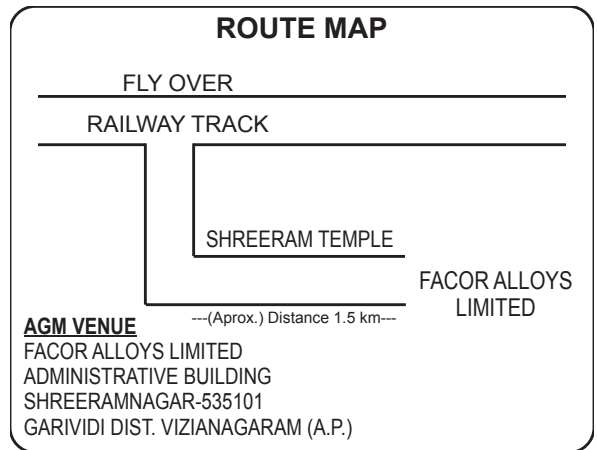 ROUTE MAP
FLY OVER
RAILWAY TRACK
SHREERAM TEMPLE
FACOR ALLOYS
LIMITED
---(Aprox.) Distance 1.5 km---
AGM VENUE
FACOR ALLOYS LIMITED
ADMINISTRATIVE BUILDING
SHREERAMNAGAR-535101
GARIVIDI DIST. VIZIANAGARAM (A.P.)